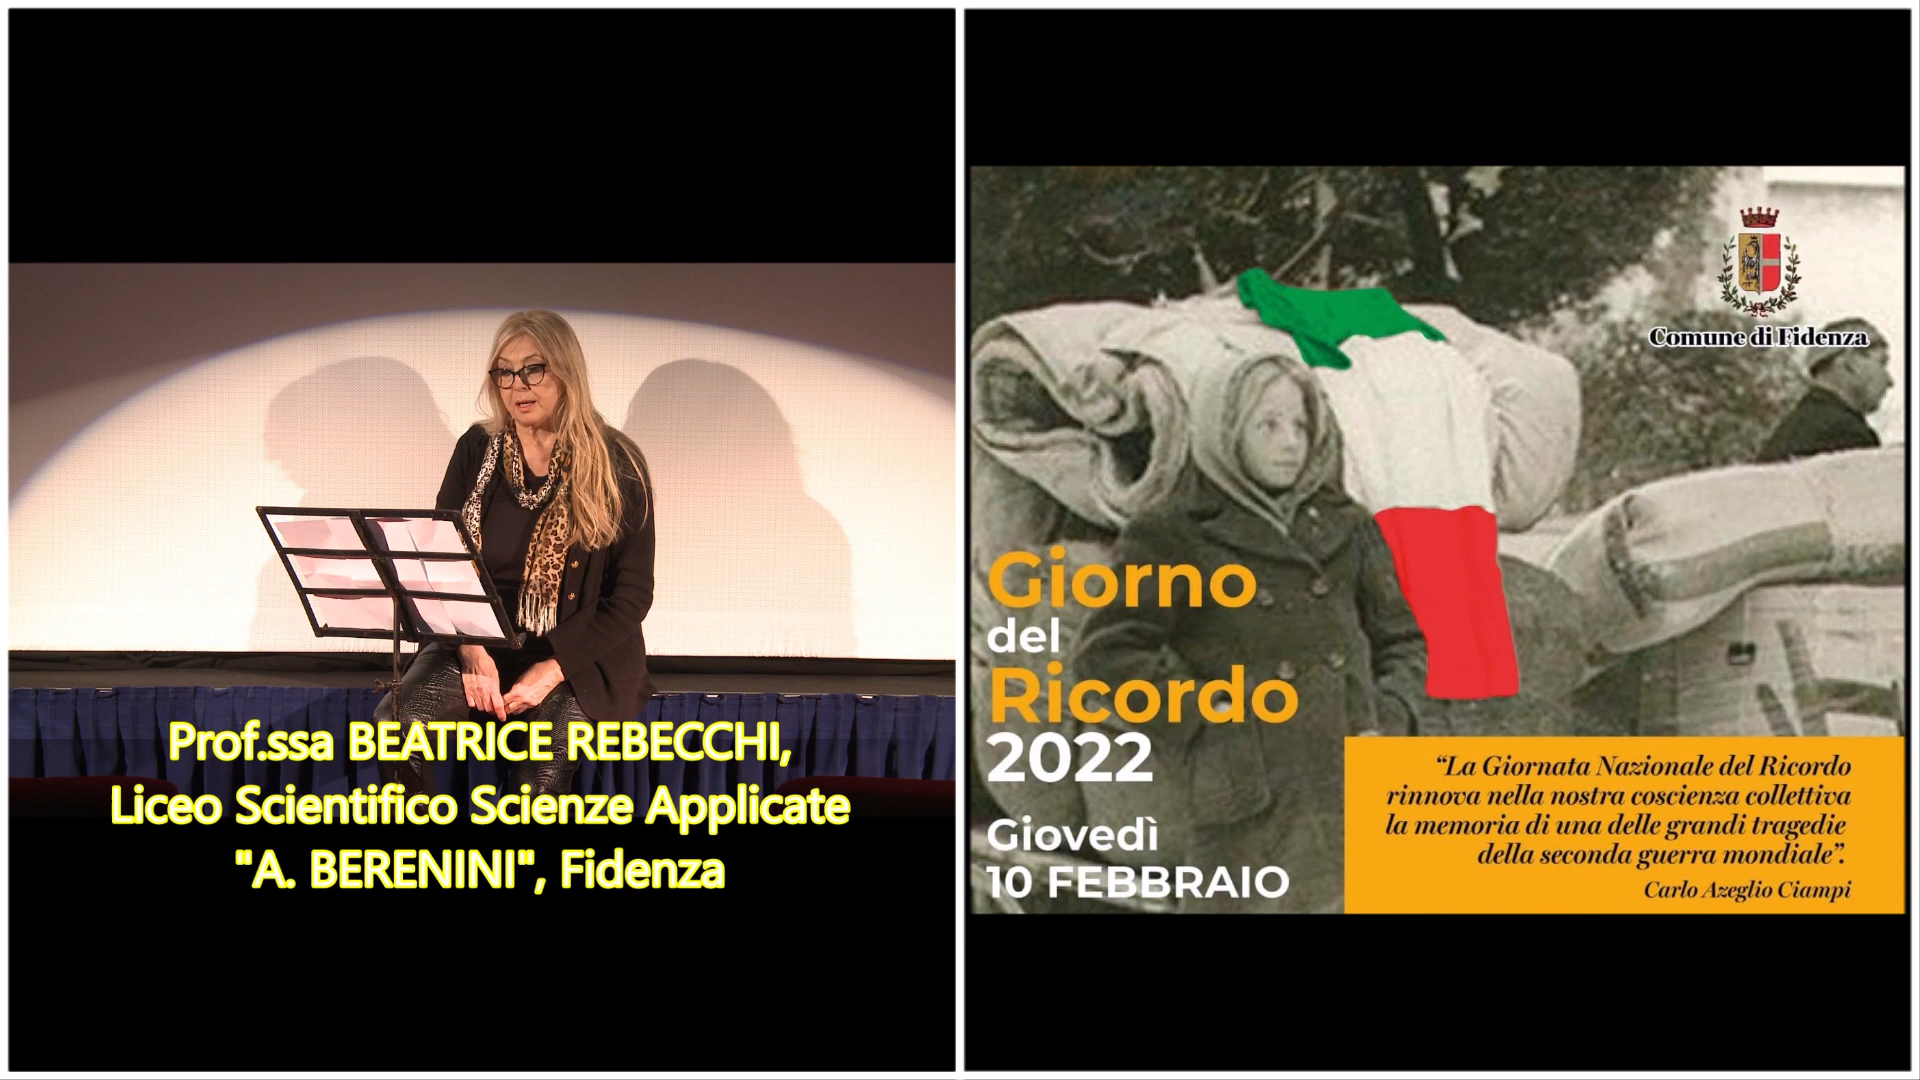 Prof.ssa BEATRICE REBECCHI,
Liceo Scientifico Scienze Applicate
"A. BERENINI", Fidenza
Comune di Fidenza
Giorno
del
Ricordo
2022
Giovedì
10 FEBBRAIO
“La Giornata Nazionale del Ricordo
rinnova nella nostra coscienza collettiva
la memoria di una delle grandi tragedie
della seconda guerra mondiale”.
Carlo Azeglio Ciampi